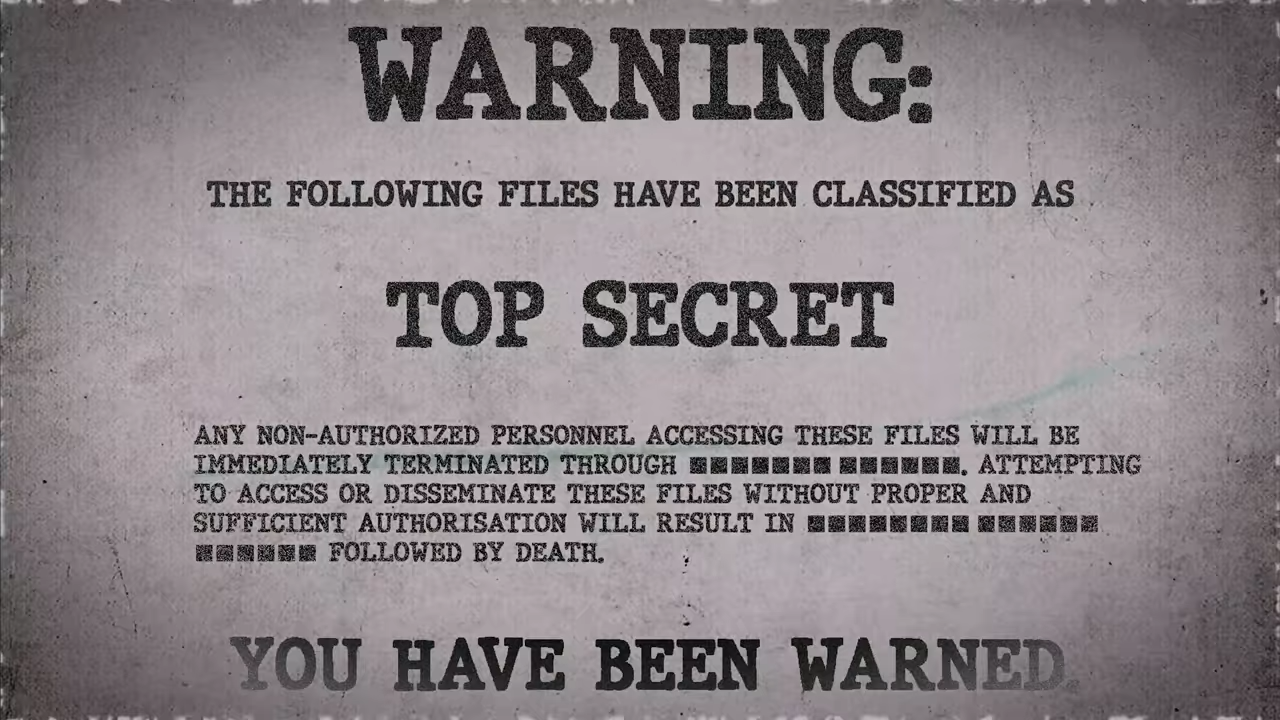 WARNING:
THE FOLLOWING FILES HAVE BEEN CLASSIFIED AS
TOP SECRET
ANY NON-AUTHORIZED PERSONNEL ACCESSING THESE FILES WILL BE
IMMEDIATELY TERMINATED THROUGH ■■■■■■■ ■■■■■■. ATTEMPTING
TO ACCESS OR DISSEMINATE THESE FILES WITHOUT PROPER AND
SUFFICIENT AUTHORISATION WILL RESULT IN ■■■■■■■■ ■■■■■■
■■■■■■ FOLLOWED BY DEATH.
YOU HAVE BEEN WARNED.